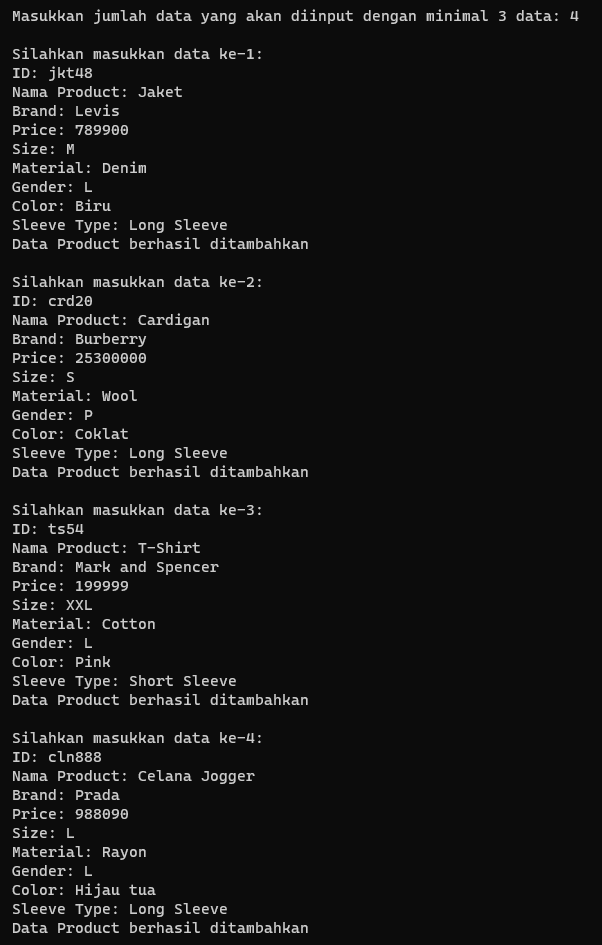 Masukkan jumlah data yang akan diinput dengan minimal 3 data: 4
Silahkan masukkan data ke-1:
ID: jkt48
Nama Product: Jaket
Brand: Levis
Price: 789900
Size: M
Material: Denim
Gender: L
Color: Biru
Sleeve Type: Long Sleeve
Data Product berhasil ditambahkan
Silahkan masukkan data ke-2:
ID: crd20
Nama Product: Cardigan
Brand: Burberry
Price: 25300000
Size: S
Material: Wool
Gender: P
Color: Coklat
Sleeve Type: Long Sleeve
Data Product berhasil ditambahkan
Silahkan masukkan data ke-3:
ID: ts54
Nama Product: T-Shirt
Brand: Mark and Spencer
Price: 199999
Size: XXL
Material: Cotton
Gender: L
Color: Pink
Sleeve Type: Short Sleeve
Data Product berhasil ditambahkan
Silahkan masukkan data ke-4:
ID: cln888
Nama Product: Celana Jogger
Brand: Prada
Price: 988090
Size: L
Material: Rayon
Gender: L
Color: Hijau tua
Sleeve Type: Long Sleeve
Data Product berhasil ditambahkan